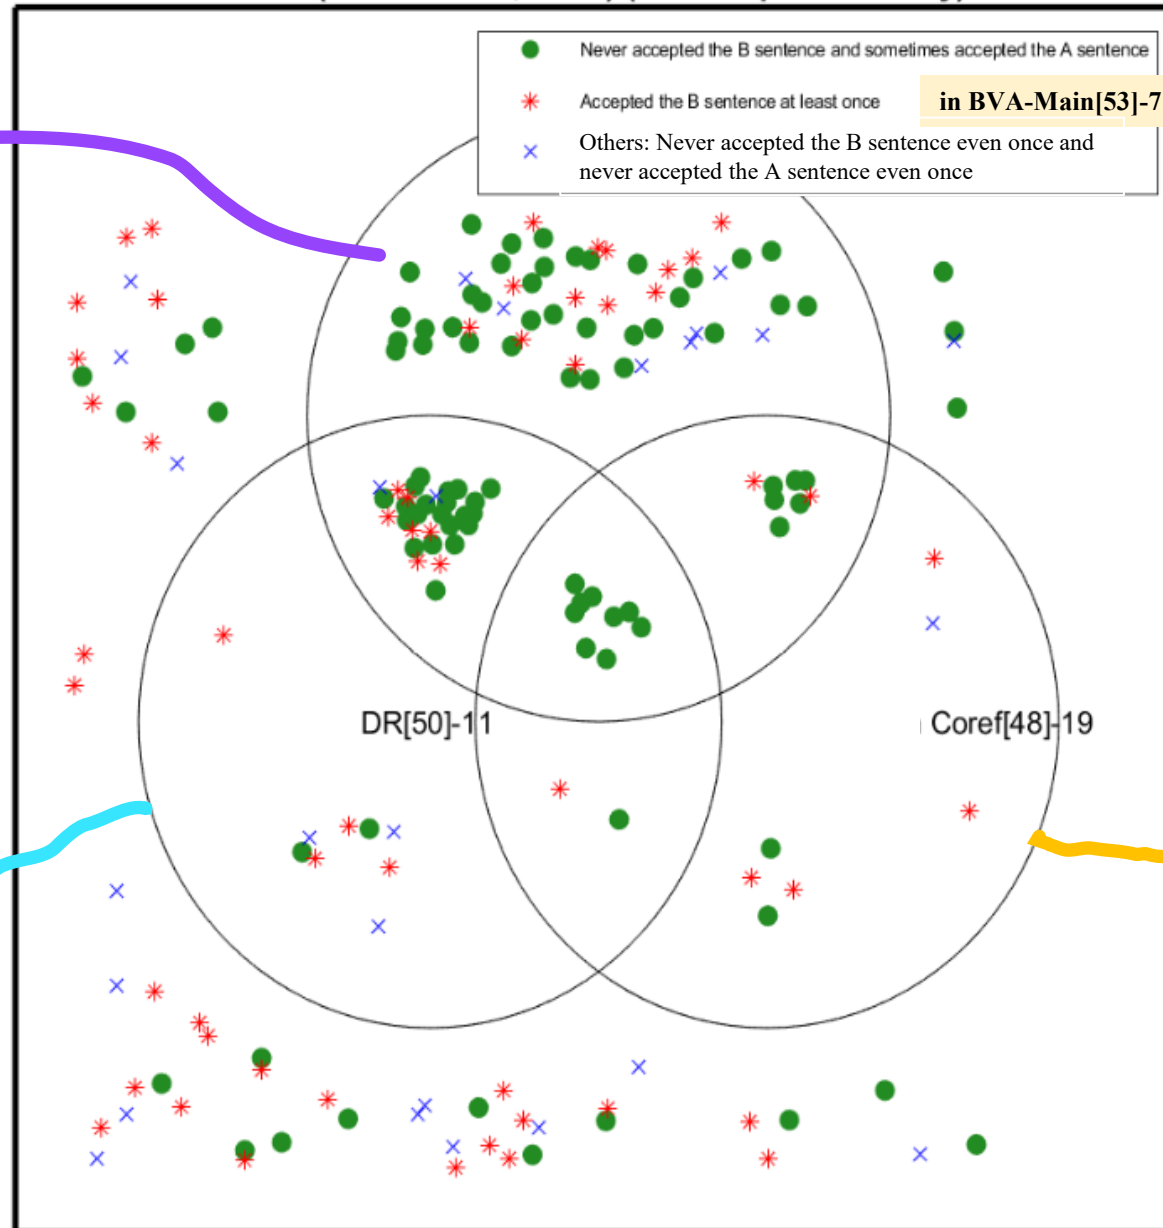 Never accepted the B sentence and sometimes accepted the A sentence
Accepted the B sentence at least once in BVA-Main[53]-7
Others: Never accepted the B sentence even once and
never accepted the A sentence even once
DR[50]-11
Coref[48]-19